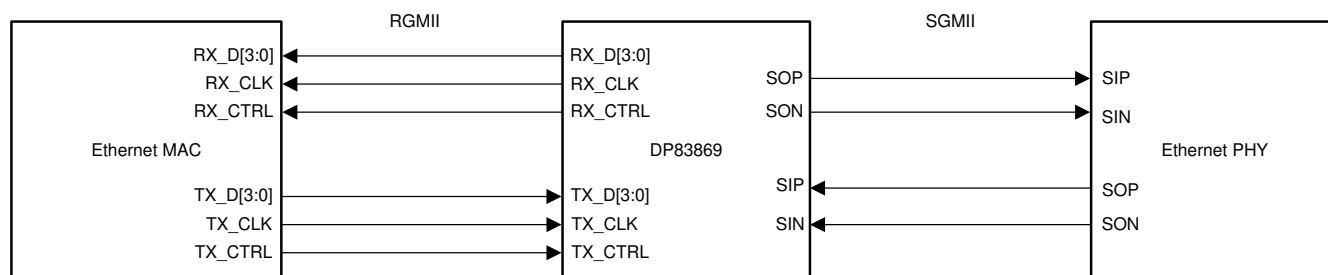 RGMII
SGMII
RX_D[3:0]
RX_CLK
RX_CTRL
Ethernet MAC
TX_D[3:0]
TX_CLK
TX_CTRL
RX_D[3:0]
RX_CLK
RX_CTRL
SOP
SON
DP83869
TX_D[3:0]
TX_CLK
TX_CTRL
SIP
SIN
SIP
SIN
Ethernet PHY
SOP
SON